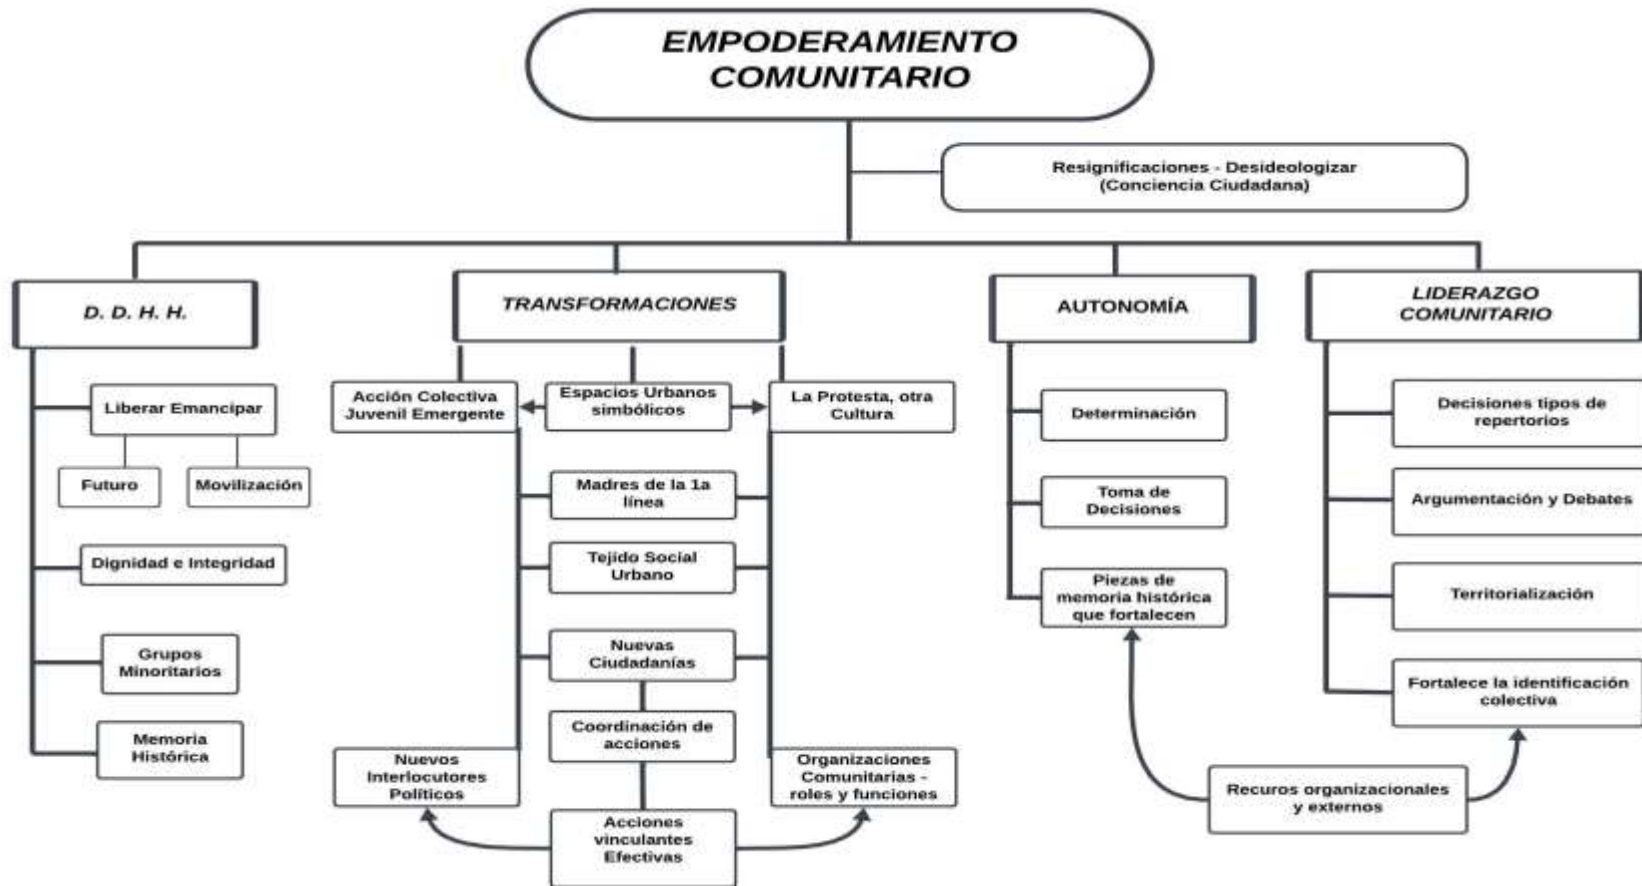 EMPODERAMIENTO
COMUNITARIO
Resignificaciones - Desideologizar
(Conciencia Ciudadana)
D. D. H. H.
Liberar Emancipar
Futuro
Movilización
Dignidad e Integridad
Grupos
Minoritarios
Memoria
Histórica
TRANSFORMACIONES
Acción Colectiva
Juvenil Emergente
Espacios Urbanos
simbólicos
La Protesta, otra
Cultura
Madres de la 1a
línea
Tejido Social
Urbano
Nuevas
Ciudadanías
Coordinación de
acciones
Nuevos
Interlocutores
Políticos
Organizaciones
Comunitarias -
roles y funciones
Acciones
vinculantes
Efectivas
AUTONOMÍA
Determinación
Toma de
Decisiones
Piezas de
memoria histórica
que fortalecen
LIDERAZGO
COMUNITARIO
Decisiones tipos de
repertorios
Argumentación y Debates
Territorialización
Fortalece la identificación
colectiva
Recuros organizacionales
y externos